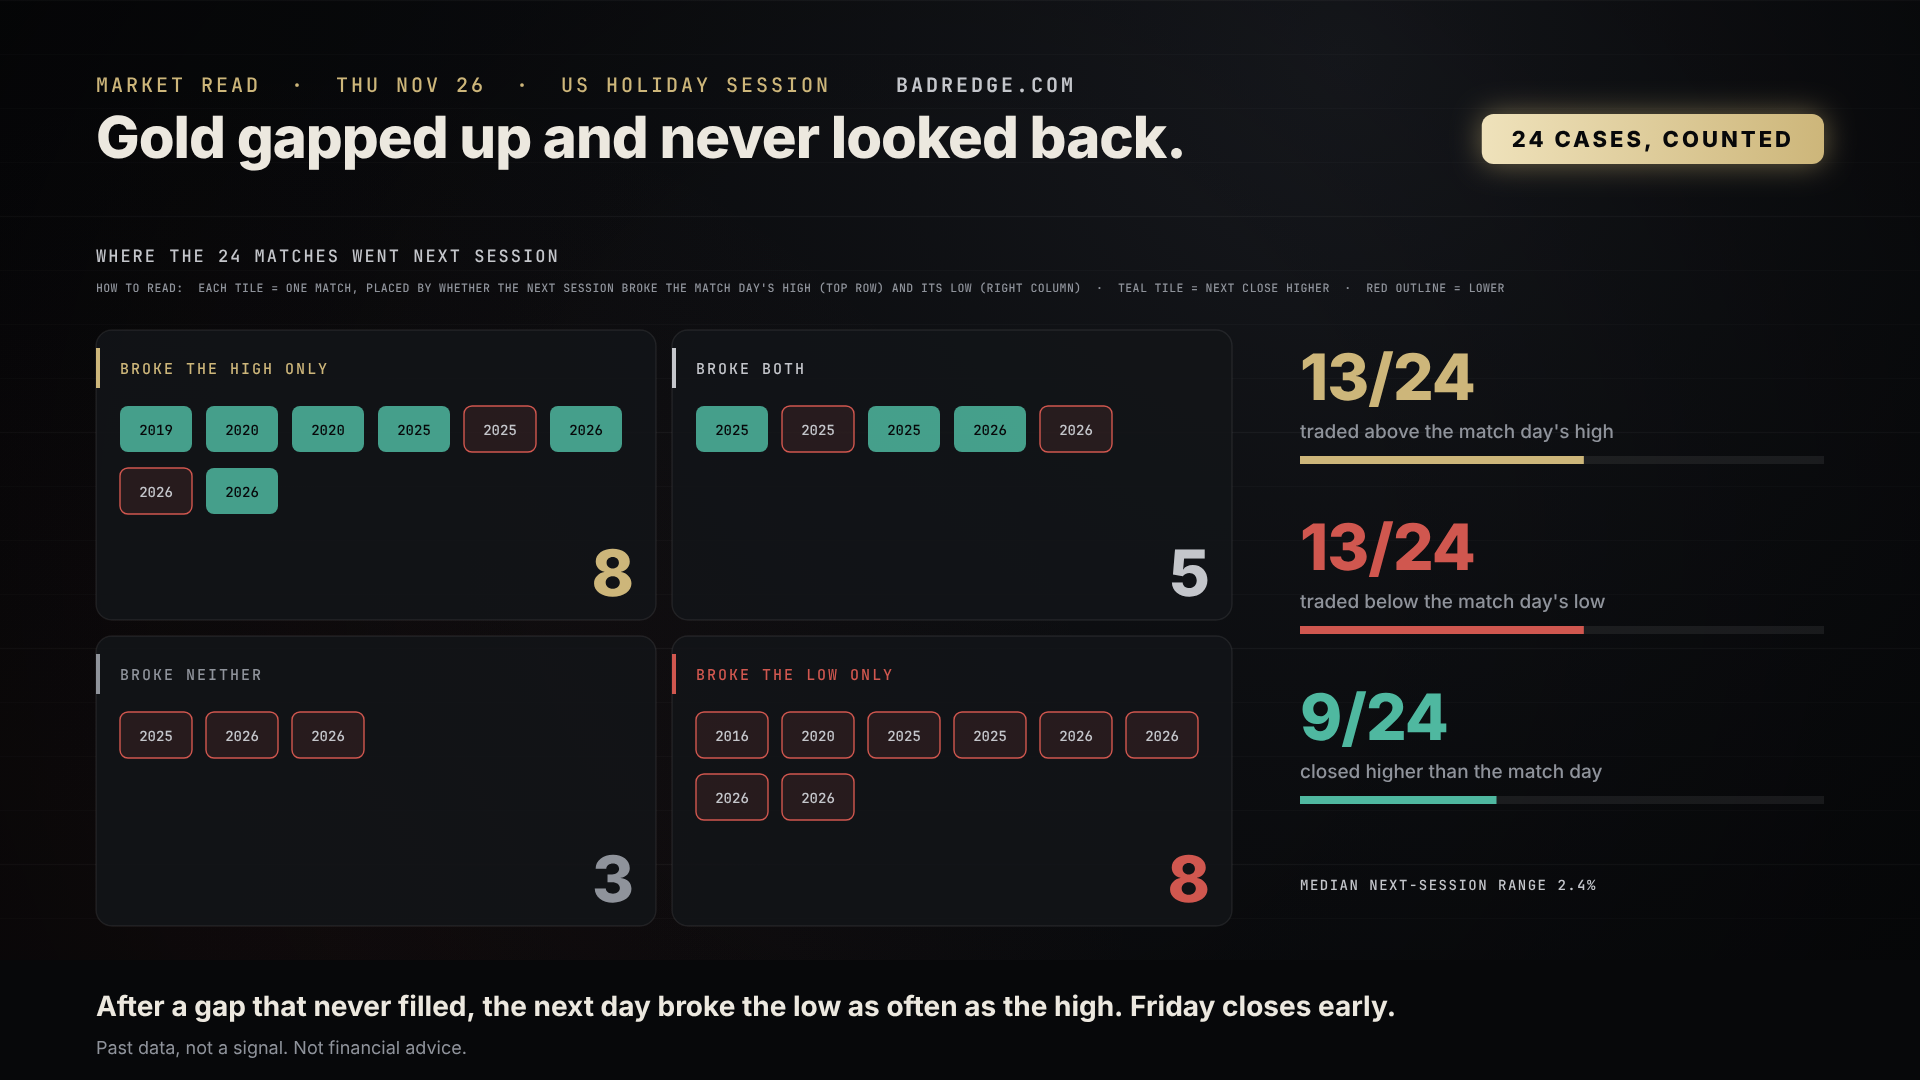 MARKET READ · THU NOV 26 · US HOLIDAY SESSION BADREDGE.COM
Gold gapped up and never looked back.
24 CASES, COUNTED
WHERE THE 24 MATCHES WENT NEXT SESSION
HOW TO READ: EACH TILE = ONE MATCH, PLACED BY WHETHER THE NEXT SESSION BROKE THE MATCH DAY'S HIGH (TOP ROW) AND ITS LOW (RIGHT COLUMN) · TEAL TILE = NEXT CLOSE HIGHER · RED OUTLINE = LOWER
BROKE THE HIGH ONLY
2019 2020 2020 2025 2025 2026
2026 2026
8
BROKE BOTH
2025 2025 2025 2026 2026
5
BROKE NEITHER
2025 2026 2026
3
BROKE THE LOW ONLY
2016 2020 2025 2025 2026 2026
2026 2026
8
13/24
traded above the match day's high
13/24
traded below the match day's low
9/24
closed higher than the match day
MEDIAN NEXT-SESSION RANGE 2.4%
After a gap that never filled, the next day broke the low as often as the high. Friday closes early.
Past data, not a signal. Not financial advice.